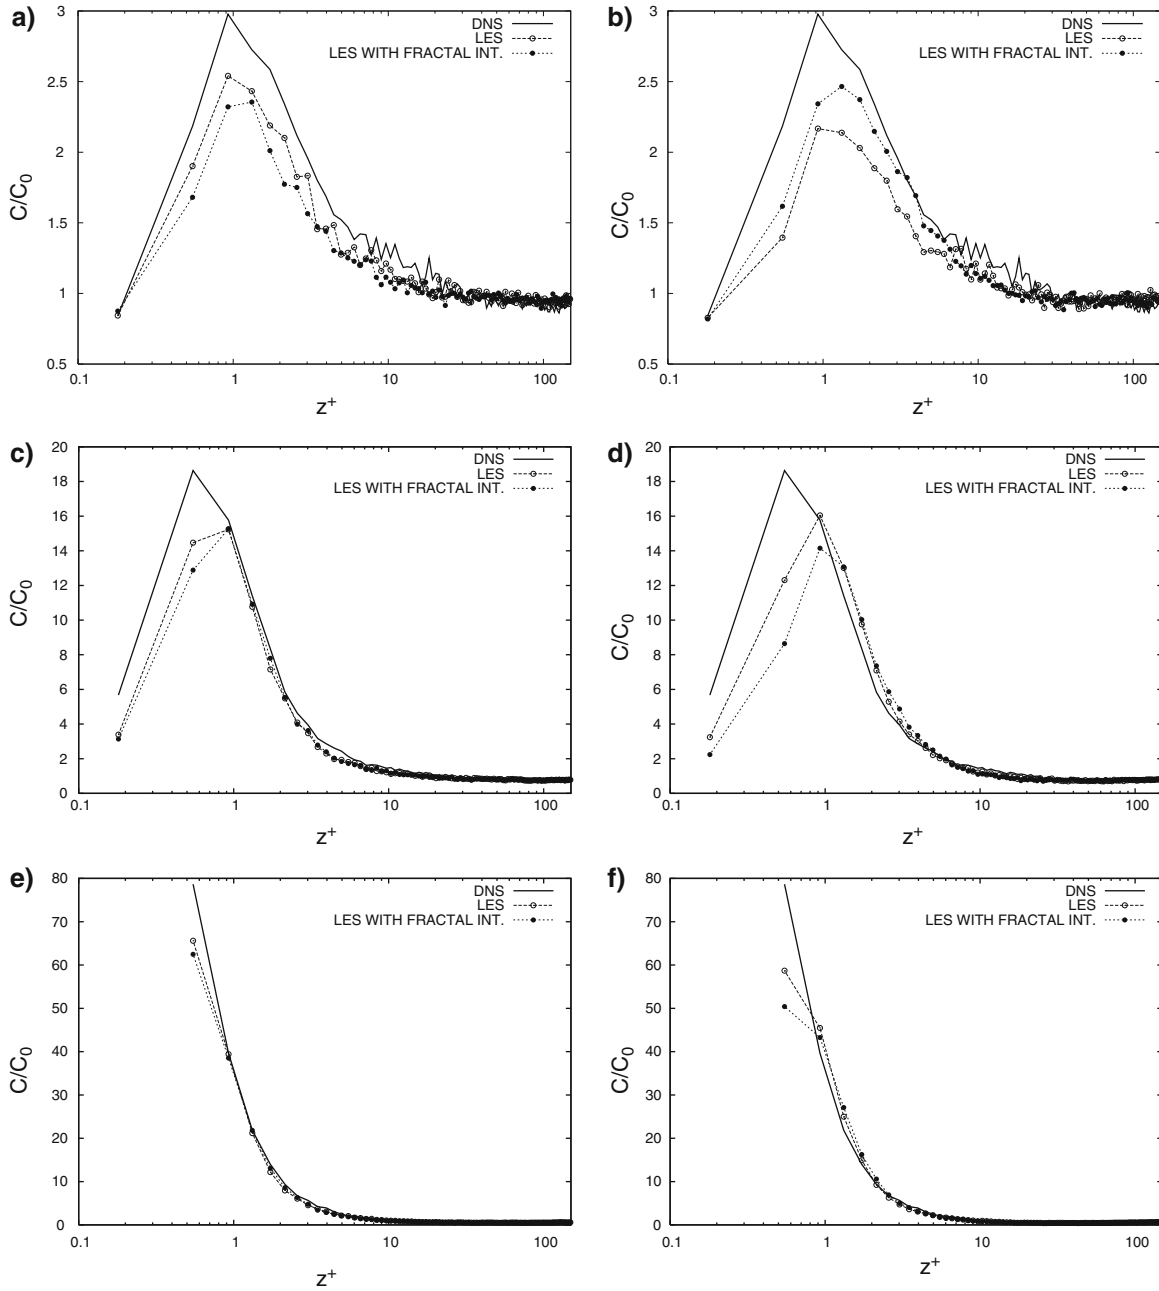 a)
3
2.5
2
1.5
1
0.5
C/C0
DNS
LES
LES WITH FRACTAL INT.
0.1 1 10 100
z+
b)
3
2.5
2
1.5
1
0.5
C/C0
DNS
LES
LES WITH FRACTAL INT.
0.1 1 10 100
z+
c)
20
18
16
14
12
10
8
6
4
2
0
C/C0
DNS
LES
LES WITH FRACTAL INT.
0.1 1 10 100
z+
d)
20
18
16
14
12
10
8
6
4
2
0
C/C0
DNS
LES
LES WITH FRACTAL INT.
0.1 1 10 100
z+
e)
80
70
60
50
40
30
20
10
0
C/C0
DNS
LES
LES WITH FRACTAL INT.
0.1 1 10 100
z+
f)
80
70
60
50
40
30
20
10
0
C/C0
DNS
LES
LES WITH FRACTAL INT.
0.1 1 10 100
z+